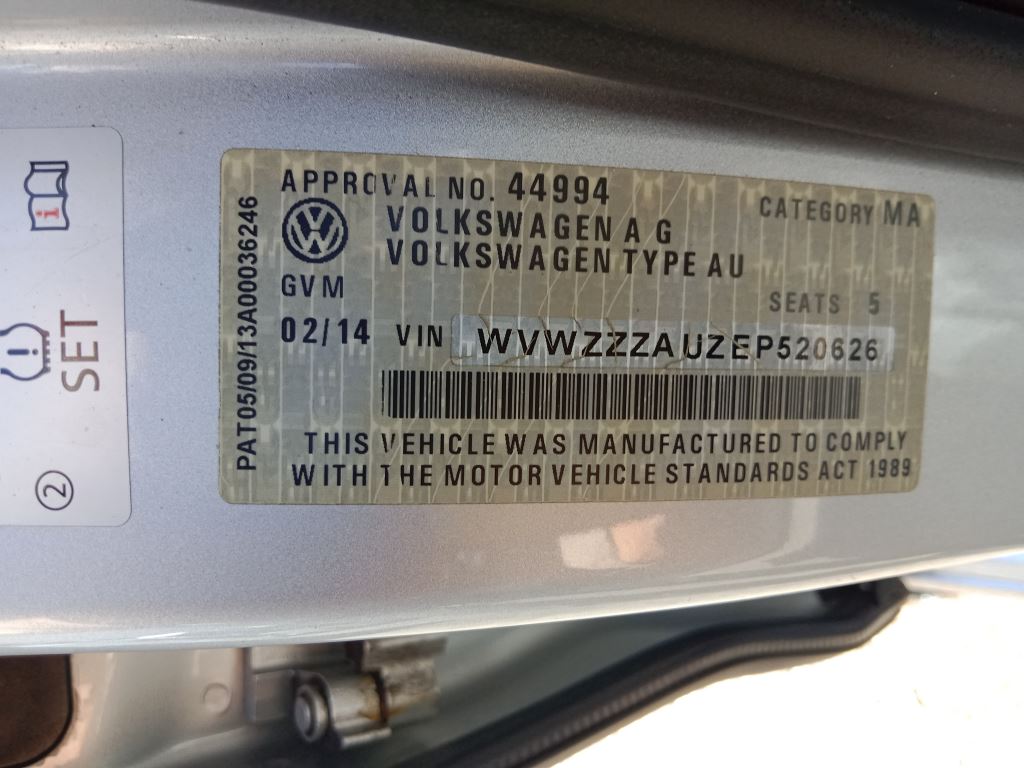 APPROVAL NO. 44994
CATEGORY MA
VOLKSWAGEN A G
VOLKSWAGEN TYPE AU
GVM
SEATS 5
02/14 VIN WVWZZZAUZEP520626
THIS VEHICLE WAS MANUFACTURED TO COMPLY
WITH THE MOTOR VEHICLE STANDARDS ACT 1989
PAT05/09/13A00036246
SET
2